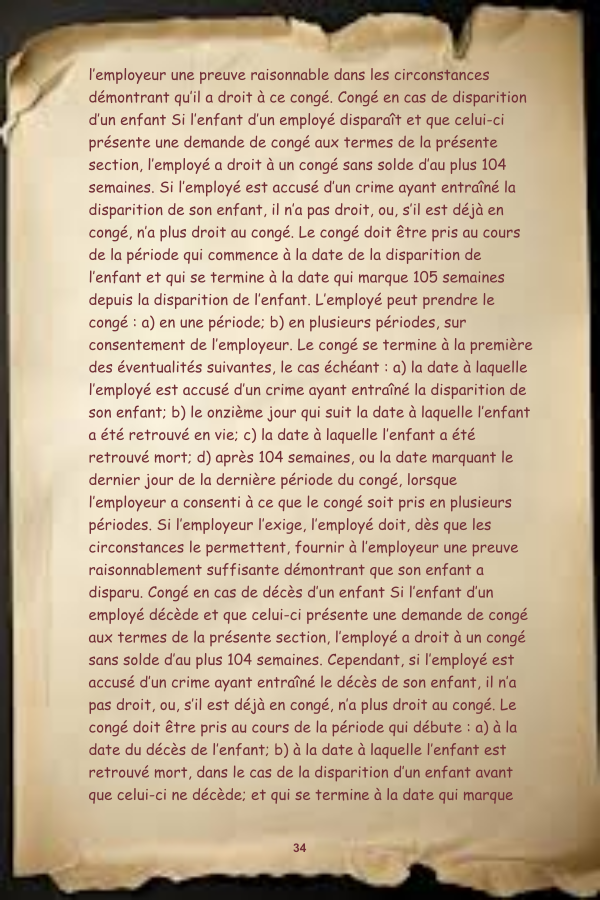 l'employeur une preuve raisonnable dans les circonstances
démontrant qu'il a droit à ce congé. Congé en cas de disparition
d'un enfant Si l'enfant d'un employé disparaît et que celui-ci
présente une demande de congé aux termes de la présente
section, l'employé a droit à un congé sans solde d'au plus 104
semaines. Si l'employé est accusé d'un crime ayant entraîné la
disparition de son enfant, il n'a pas droit, ou, s'il est déjà en
congé, n'a plus droit au congé. Le congé doit être pris au cours
de la période qui commence à la date de la disparition de
l'enfant et qui se termine à la date qui marque 105 semaines
depuis la disparition de l'enfant. L'employé peut prendre le
congé : a) en une période; b) en plusieurs périodes, sur
consentement de l'employeur. Le congé se termine à la première
des éventualités suivantes, le cas échéant : a) la date à laquelle
l'employé est accusé d'un crime ayant entraîné la disparition de
son enfant; b) le onzième jour qui suit la date à laquelle l'enfant
a été retrouvé en vie; c) la date à laquelle l'enfant a été
retrouvé mort; d) après 104 semaines, ou la date marquant le
dernier jour de la dernière période du congé, lorsque
l'employeur a consenti à ce que le congé soit pris en plusieurs
périodes. Si l'employeur l'exige, l'employé doit, dès que les
circonstances le permettent, fournir à l'employeur une preuve
raisonnablement suffisante démontrant que son enfant a
disparu. Congé en cas de décès d'un enfant Si l'enfant d'un
employé décède et que celui-ci présente une demande de congé
aux termes de la présente section, l'employé a droit à un congé
sans solde d'au plus 104 semaines. Cependant, si l'employé est
accusé d'un crime ayant entraîné le décès de son enfant, il n'a
pas droit, ou, s'il est déjà en congé, n'a plus droit au congé. Le
congé doit être pris au cours de la période qui débute : a) à la
date du décès de l'enfant; b) à la date à laquelle l'enfant est
retrouvé mort, dans le cas de la disparition d'un enfant avant
que celui-ci ne décède; et qui se termine à la date qui marque
34